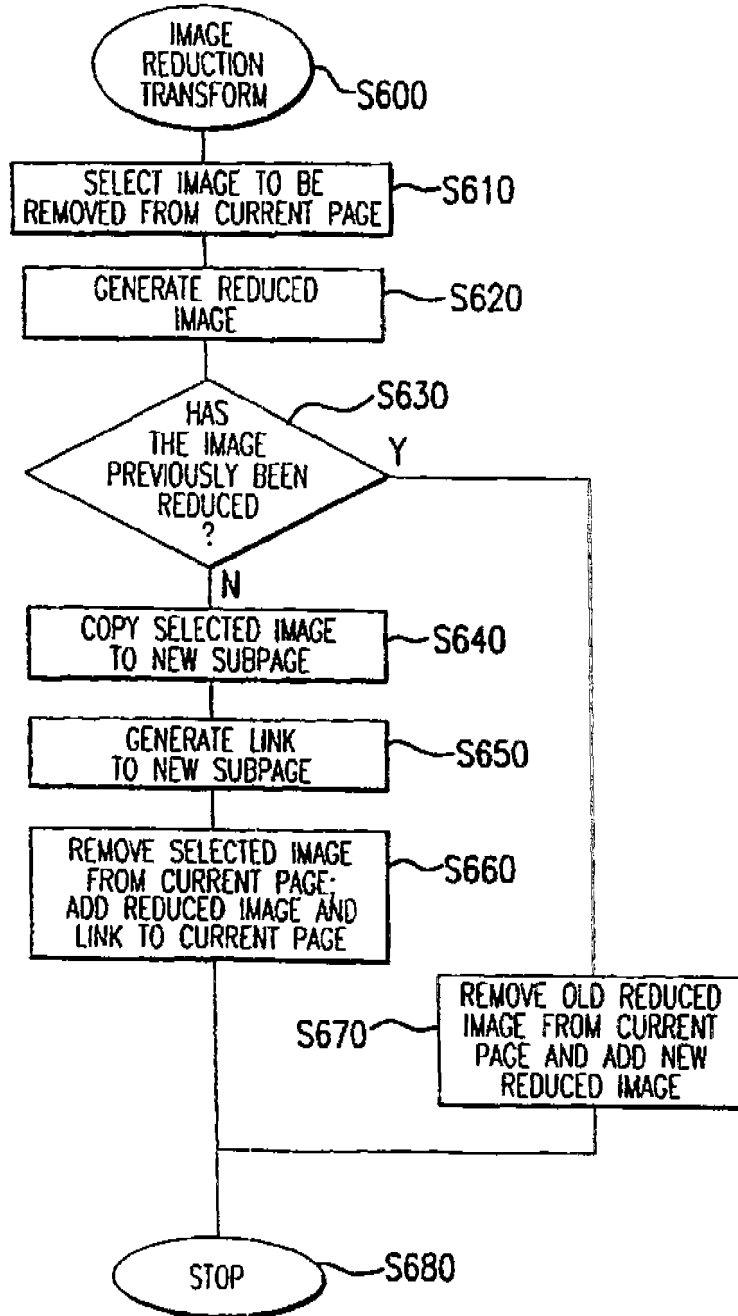 IMAGE
REDUCTION
TRANSFORM
S600
SELECT IMAGE TO BE
REMOVED FROM CURRENT PAGE
S610
GENERATE REDUCED
IMAGE
S620
S630
HAS
THE IMAGE
PREVIOUSLY BEEN
REDUCED
?
Y
N
COPY SELECTED IMAGE
TO NEW SUBPAGE
S640
GENERATE LINK
TO NEW SUBPAGE
S650
REMOVE SELECTED IMAGE
FROM CURRENT PAGE;
ADD REDUCED IMAGE AND
LINK TO CURRENT PAGE
S660
S670
REMOVE OLD REDUCED
IMAGE FROM CURRENT
PAGE AND ADD NEW
REDUCED IMAGE
STOP
S680